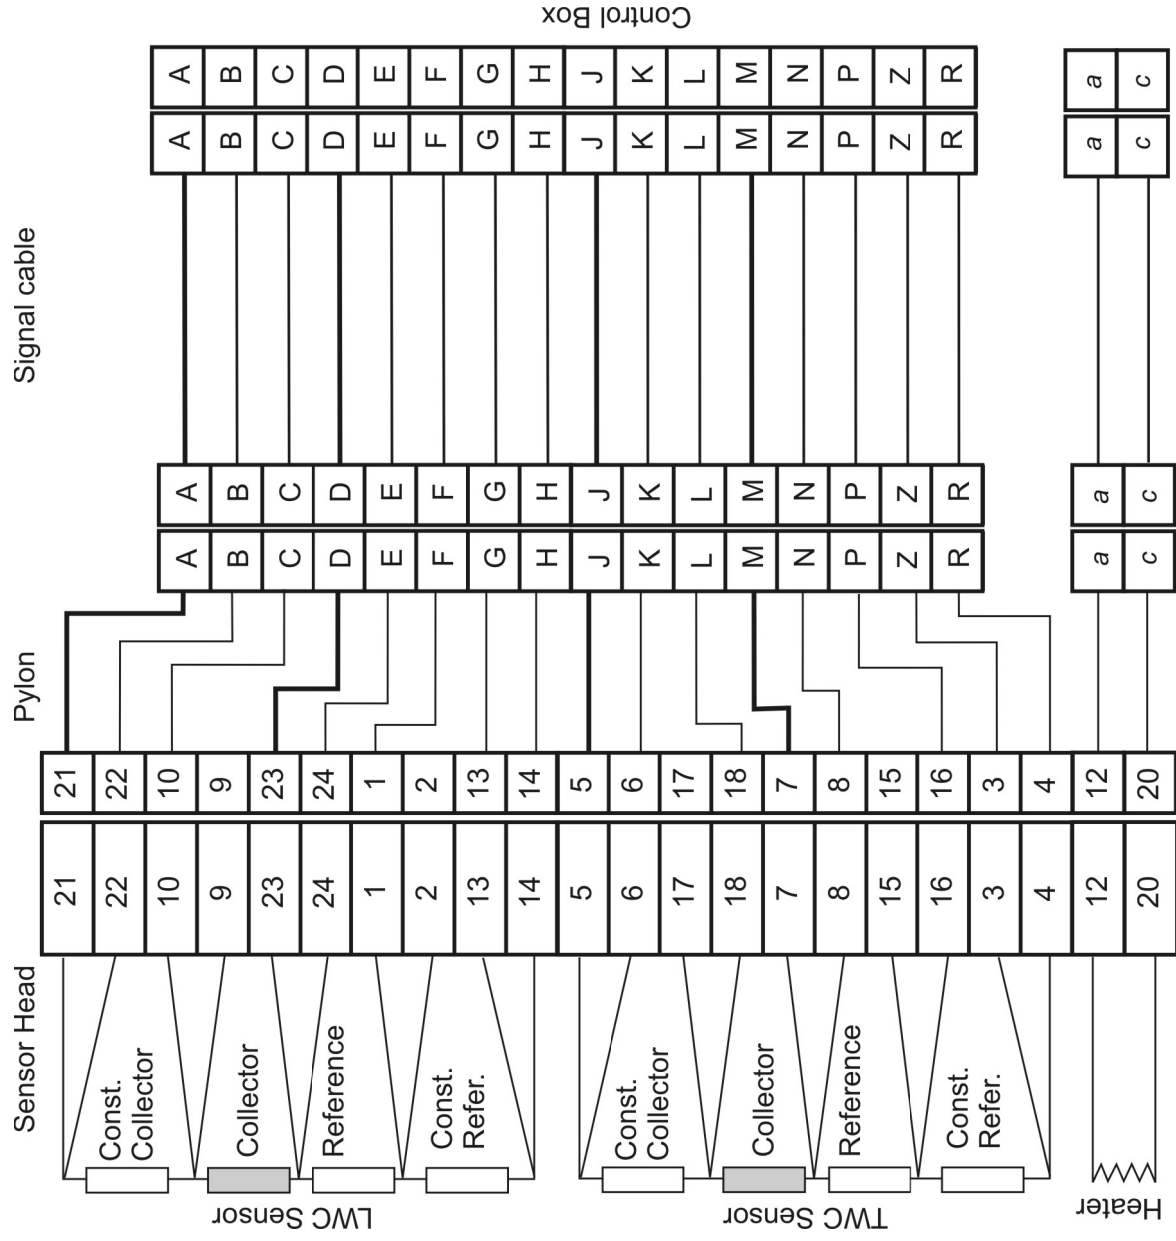 Sensor Head
Pylon
Signal cable
LWC Sensor
Const.
Collector
Collector
Reference
Const.
Refer.
TWC Sensor
Const.
Collector
Collector
Reference
Const.
Refer.
Heater
21
22
10
9
23
24
1
2
13
14
5
6
17
18
7
8
15
16
3
4
12
20
21
22
10
9
23
24
1
2
13
14
5
6
17
18
7
8
15
16
3
4
12
20
A
B
C
D
E
F
G
H
J
K
L
M
N
P
Z
R
a
c
A
B
C
D
E
F
G
H
J
K
L
M
N
P
Z
R
a
c
A
B
C
D
E
F
G
H
J
K
L
M
N
P
Z
R
a
c
A
B
C
D
E
F
G
H
J
K
L
M
N
P
Z
R
a
c
Control Box